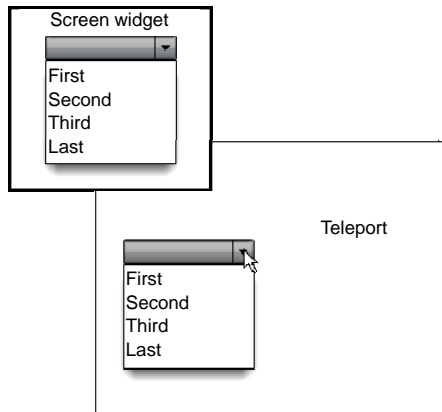 Screen widget
First
Second
Third
Last
Teleport
First
Second
Third
Last